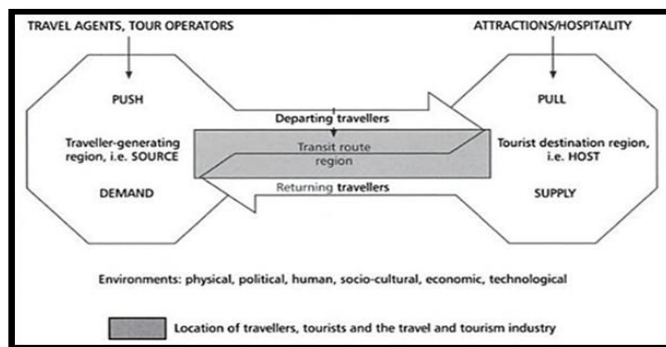 TRAVEL AGENTS, TOUR OPERATORS
ATTRACTIONS/HOSPITALITY
PUSH
Traveller-generating
region, i.e. SOURCE
DEMAND
Departing travellers
Transit route
region
Returning travellers
PULL
Tourist destination region,
i.e. HOST
SUPPLY
Environments: physical, political, human, socio-cultural, economic, technological
Location of travellers, tourists and the travel and tourism industry